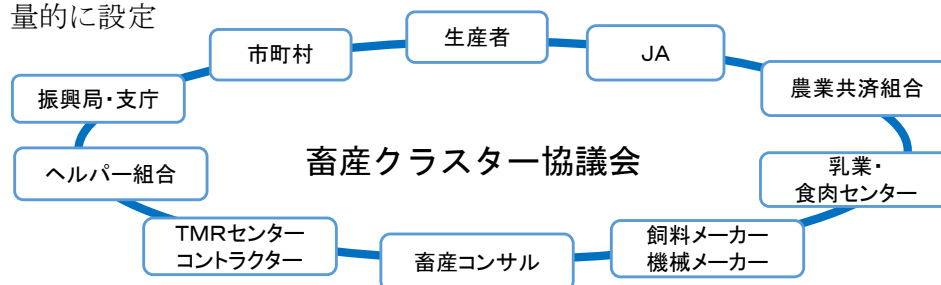 量的に設定
生産者
市町村
JA
振興局・支庁
農業共済組合
畜産クラスター協議会
ヘルパー組合
乳業・
食肉センター
TMRセンター
コントラクター
飼料メーカー
機械メーカー
畜産コンサル